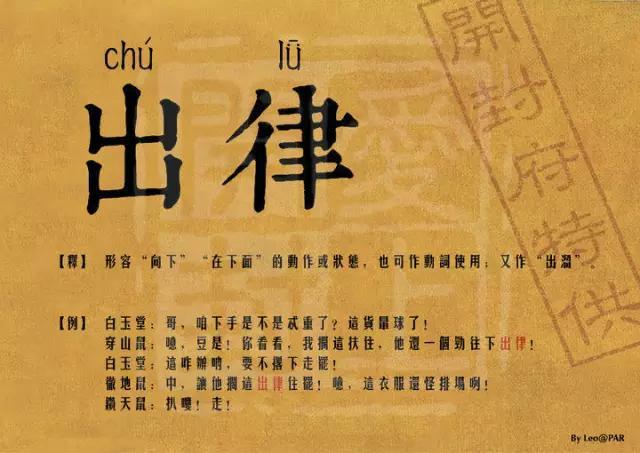 chú lǖ
出律
開封府特供
【釋】 形容“向下”“在下面”的動作或狀態，也可作動詞使用；又作“出溜”．
【例】 白玉堂：哥，咱下手是不是忒重了？這貨暈球了！
穿山鼠：噫，豆是！你看看，我擱這扶住，他還一個勁往下出律！
白玉堂：這咋辦哟，要不撂下走罷！
徹地鼠：中，讓他擱這出律住罷！噫，這衣服還怪排場咧！
鑽天鼠：扒嘍！走！
By Leo@PAR